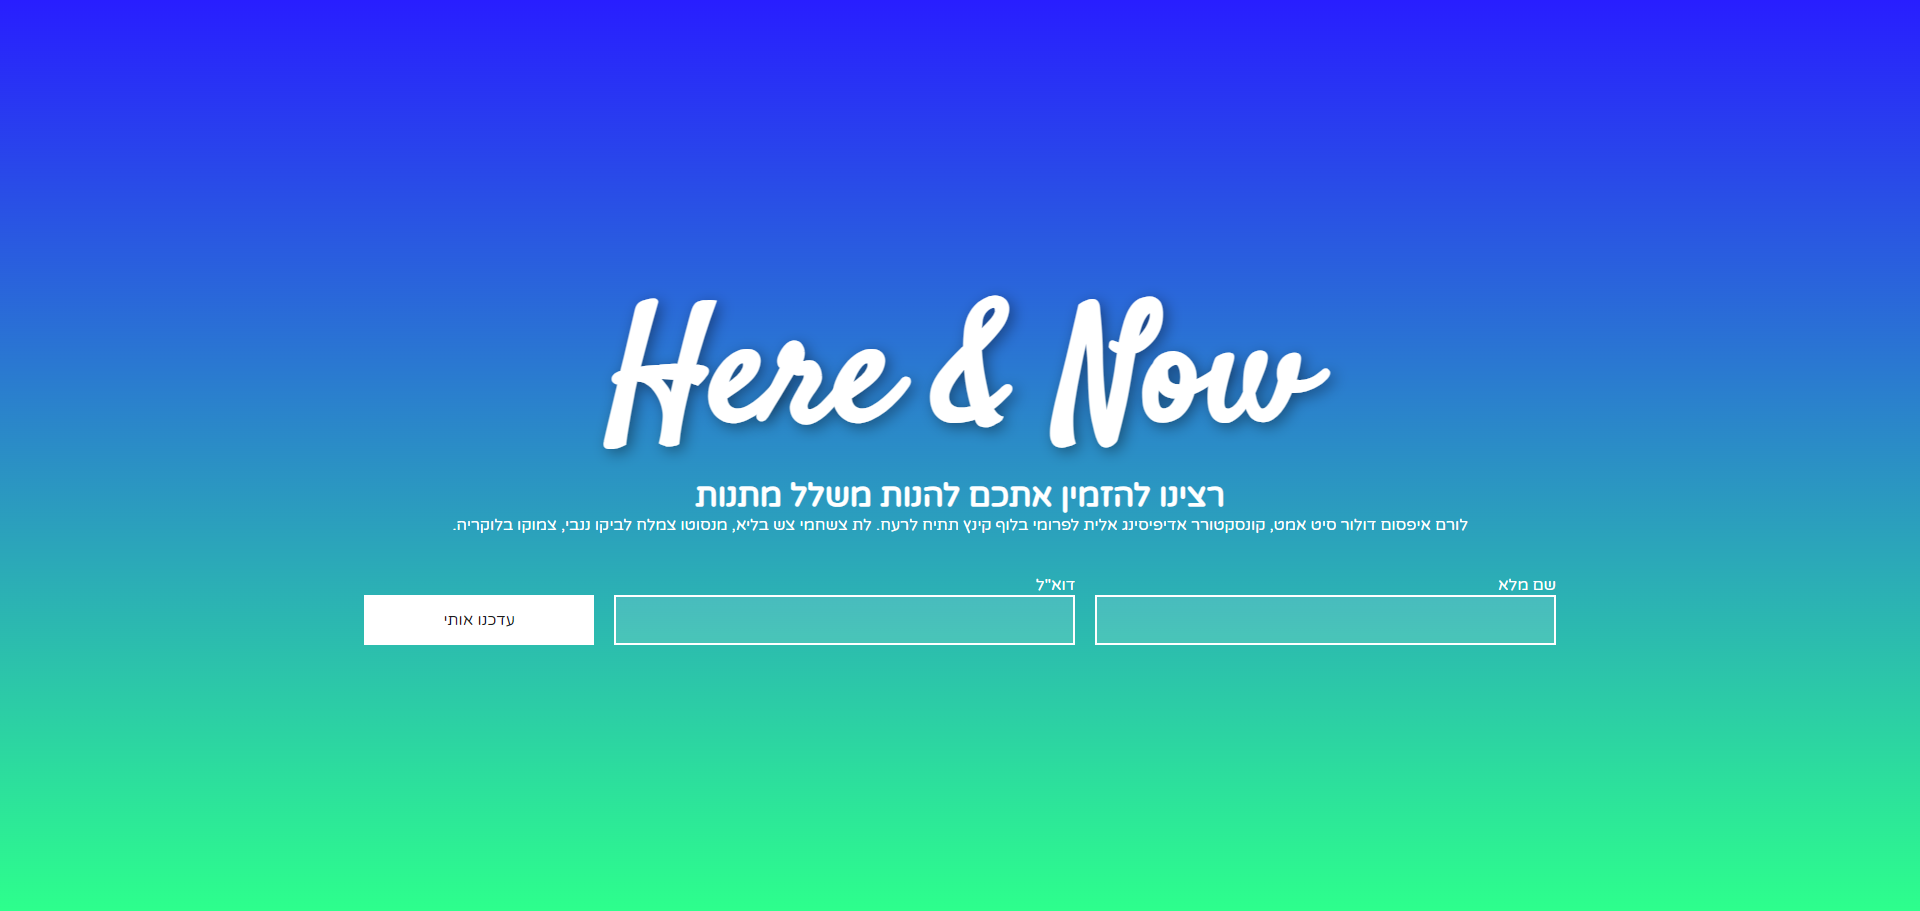 Here & Now
רצינו להזמין אתכם להנות משלל מתנות
לורם איפסום דולור סיט אמט, קונסקטורר אדיפיסינג אלית לפרומי בלוף קינץ תתיח לרעח. לת צשחמי צש בליא, מנסוטו צמלח לביקו ננבי, צמוקו בלוקריה.
שם מלא
דוא"ל
עדכנו אותי